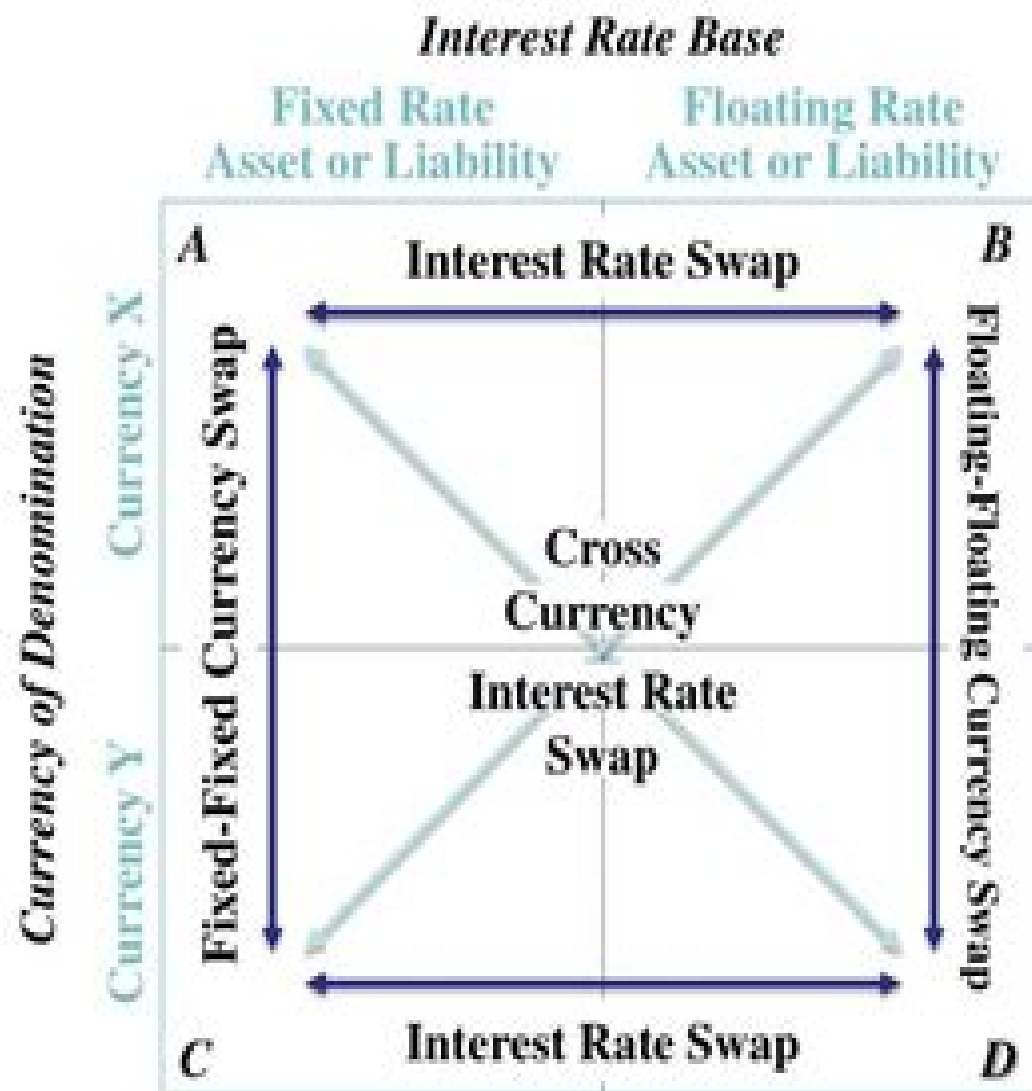 Interest Rate Base
Fixed Rate
Asset or Liability
Floating Rate
Asset or Liability
Currency of Denomination
Currency X
Currency Y
A
B
Interest Rate Swap
Fixed-Fixed Currency Swap
Floating-Floating Currency Swap
Cross
Currency
Interest Rate
Swap
C
Interest Rate Swap
D